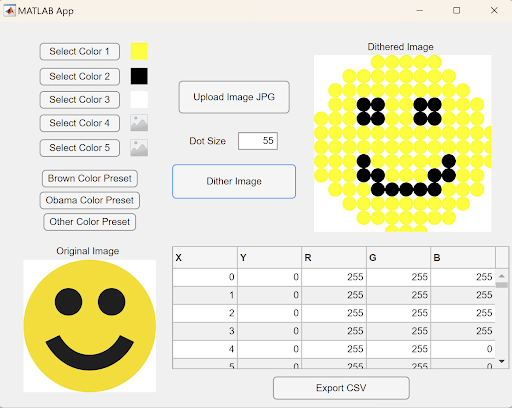 MATLAB App
Select Color 1
Select Color 2
Select Color 3
Select Color 4
Select Color 5
Brown Color Preset
Obama Color Preset
Other Color Preset
Upload Image JPG
Dot Size 55
Dither Image
Dithered Image
Original Image
X Y R G B
0 0 255 255 255
1 0 255 255 255
2 0 255 255 255
3 0 255 255 255
4 0 255 255 0
5 0 255 255 0
Export CSV